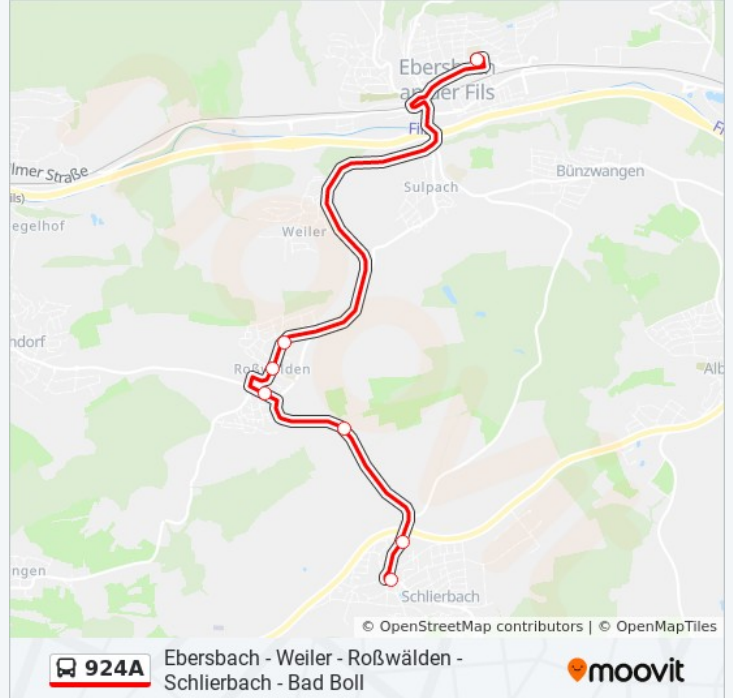 Ebersbach
an der Fils
Ulmer Straße
Sulpach
Bünzwangen
Weiler
Roßwälden
Schlierbach
© OpenStreetMap contributors | © OpenMapTiles
924A
Ebersbach - Weiler - Roßwälden -
Schlierbach - Bad Boll
moovit